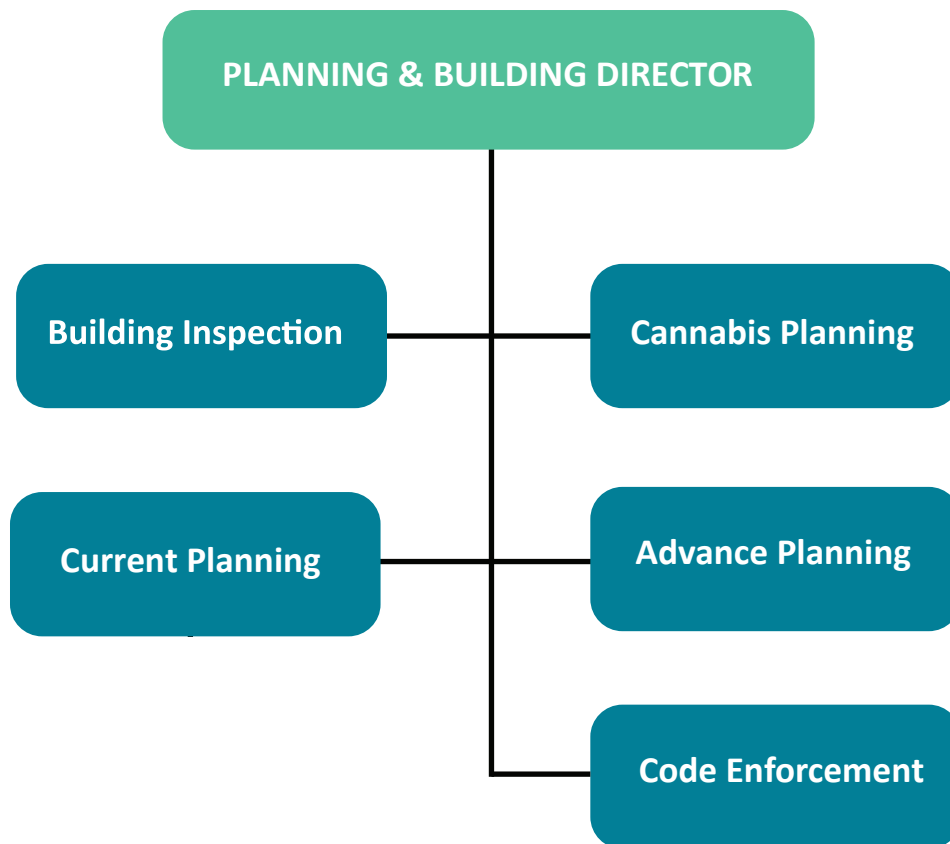 PLANNING & BUILDING DIRECTOR
Building Inspection
Cannabis Planning
Current Planning
Advance Planning
Code Enforcement